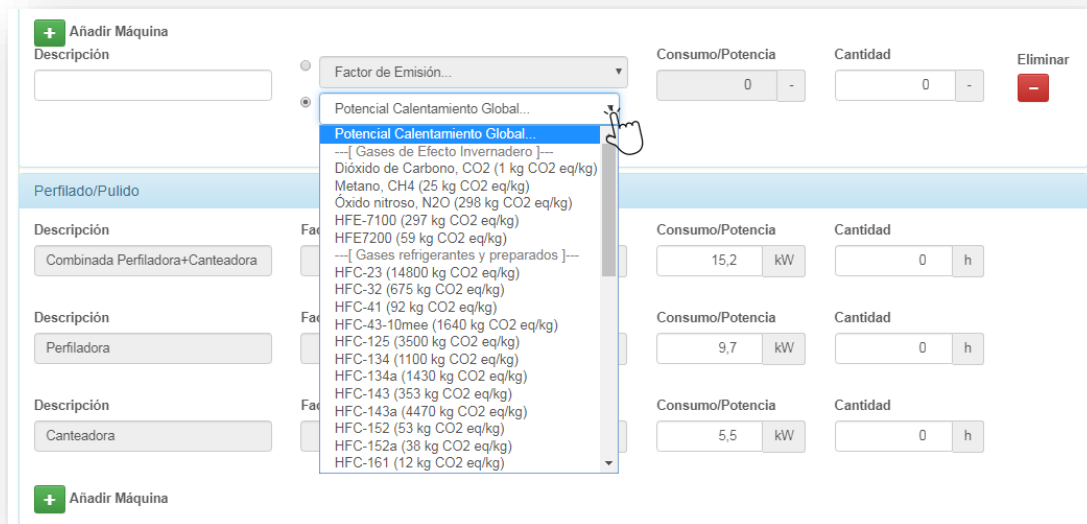 + Añadir Máquina
Descripción
Factor de Emisión...
Consumo/Potencia
0 -
Cantidad
0 -
Eliminar
-
Potencial Calentamiento Global...
Potencial Calentamiento Global...
---[ Gases de Efecto Invernadero ]---
Dióxido de Carbono, CO2 (1 kg CO2 eq/kg)
Metano, CH4 (25 kg CO2 eq/kg)
Óxido nitroso, N2O (298 kg CO2 eq/kg)
HFE-7100 (297 kg CO2 eq/kg)
HFE7200 (59 kg CO2 eq/kg)
---[ Gases refrigerantes y preparados ]---
HFC-23 (14800 kg CO2 eq/kg)
HFC-32 (675 kg CO2 eq/kg)
HFC-41 (92 kg CO2 eq/kg)
HFC-43-10mee (1640 kg CO2 eq/kg)
HFC-125 (3500 kg CO2 eq/kg)
HFC-134 (1100 kg CO2 eq/kg)
HFC-134a (1430 kg CO2 eq/kg)
HFC-143 (353 kg CO2 eq/kg)
HFC-143a (4470 kg CO2 eq/kg)
HFC-152 (53 kg CO2 eq/kg)
HFC-152a (38 kg CO2 eq/kg)
HFC-161 (12 kg CO2 eq/kg)
Perfilado/Pulido
Descripción Fac Consumo/Potencia Cantidad
Combinada Perfiladora+Canteadora 15,2 kW 0 h
Descripción Fac Consumo/Potencia Cantidad
Perfiladora 9,7 kW 0 h
Descripción Fac Consumo/Potencia Cantidad
Canteadora 5,5 kW 0 h
+ Añadir Máquina